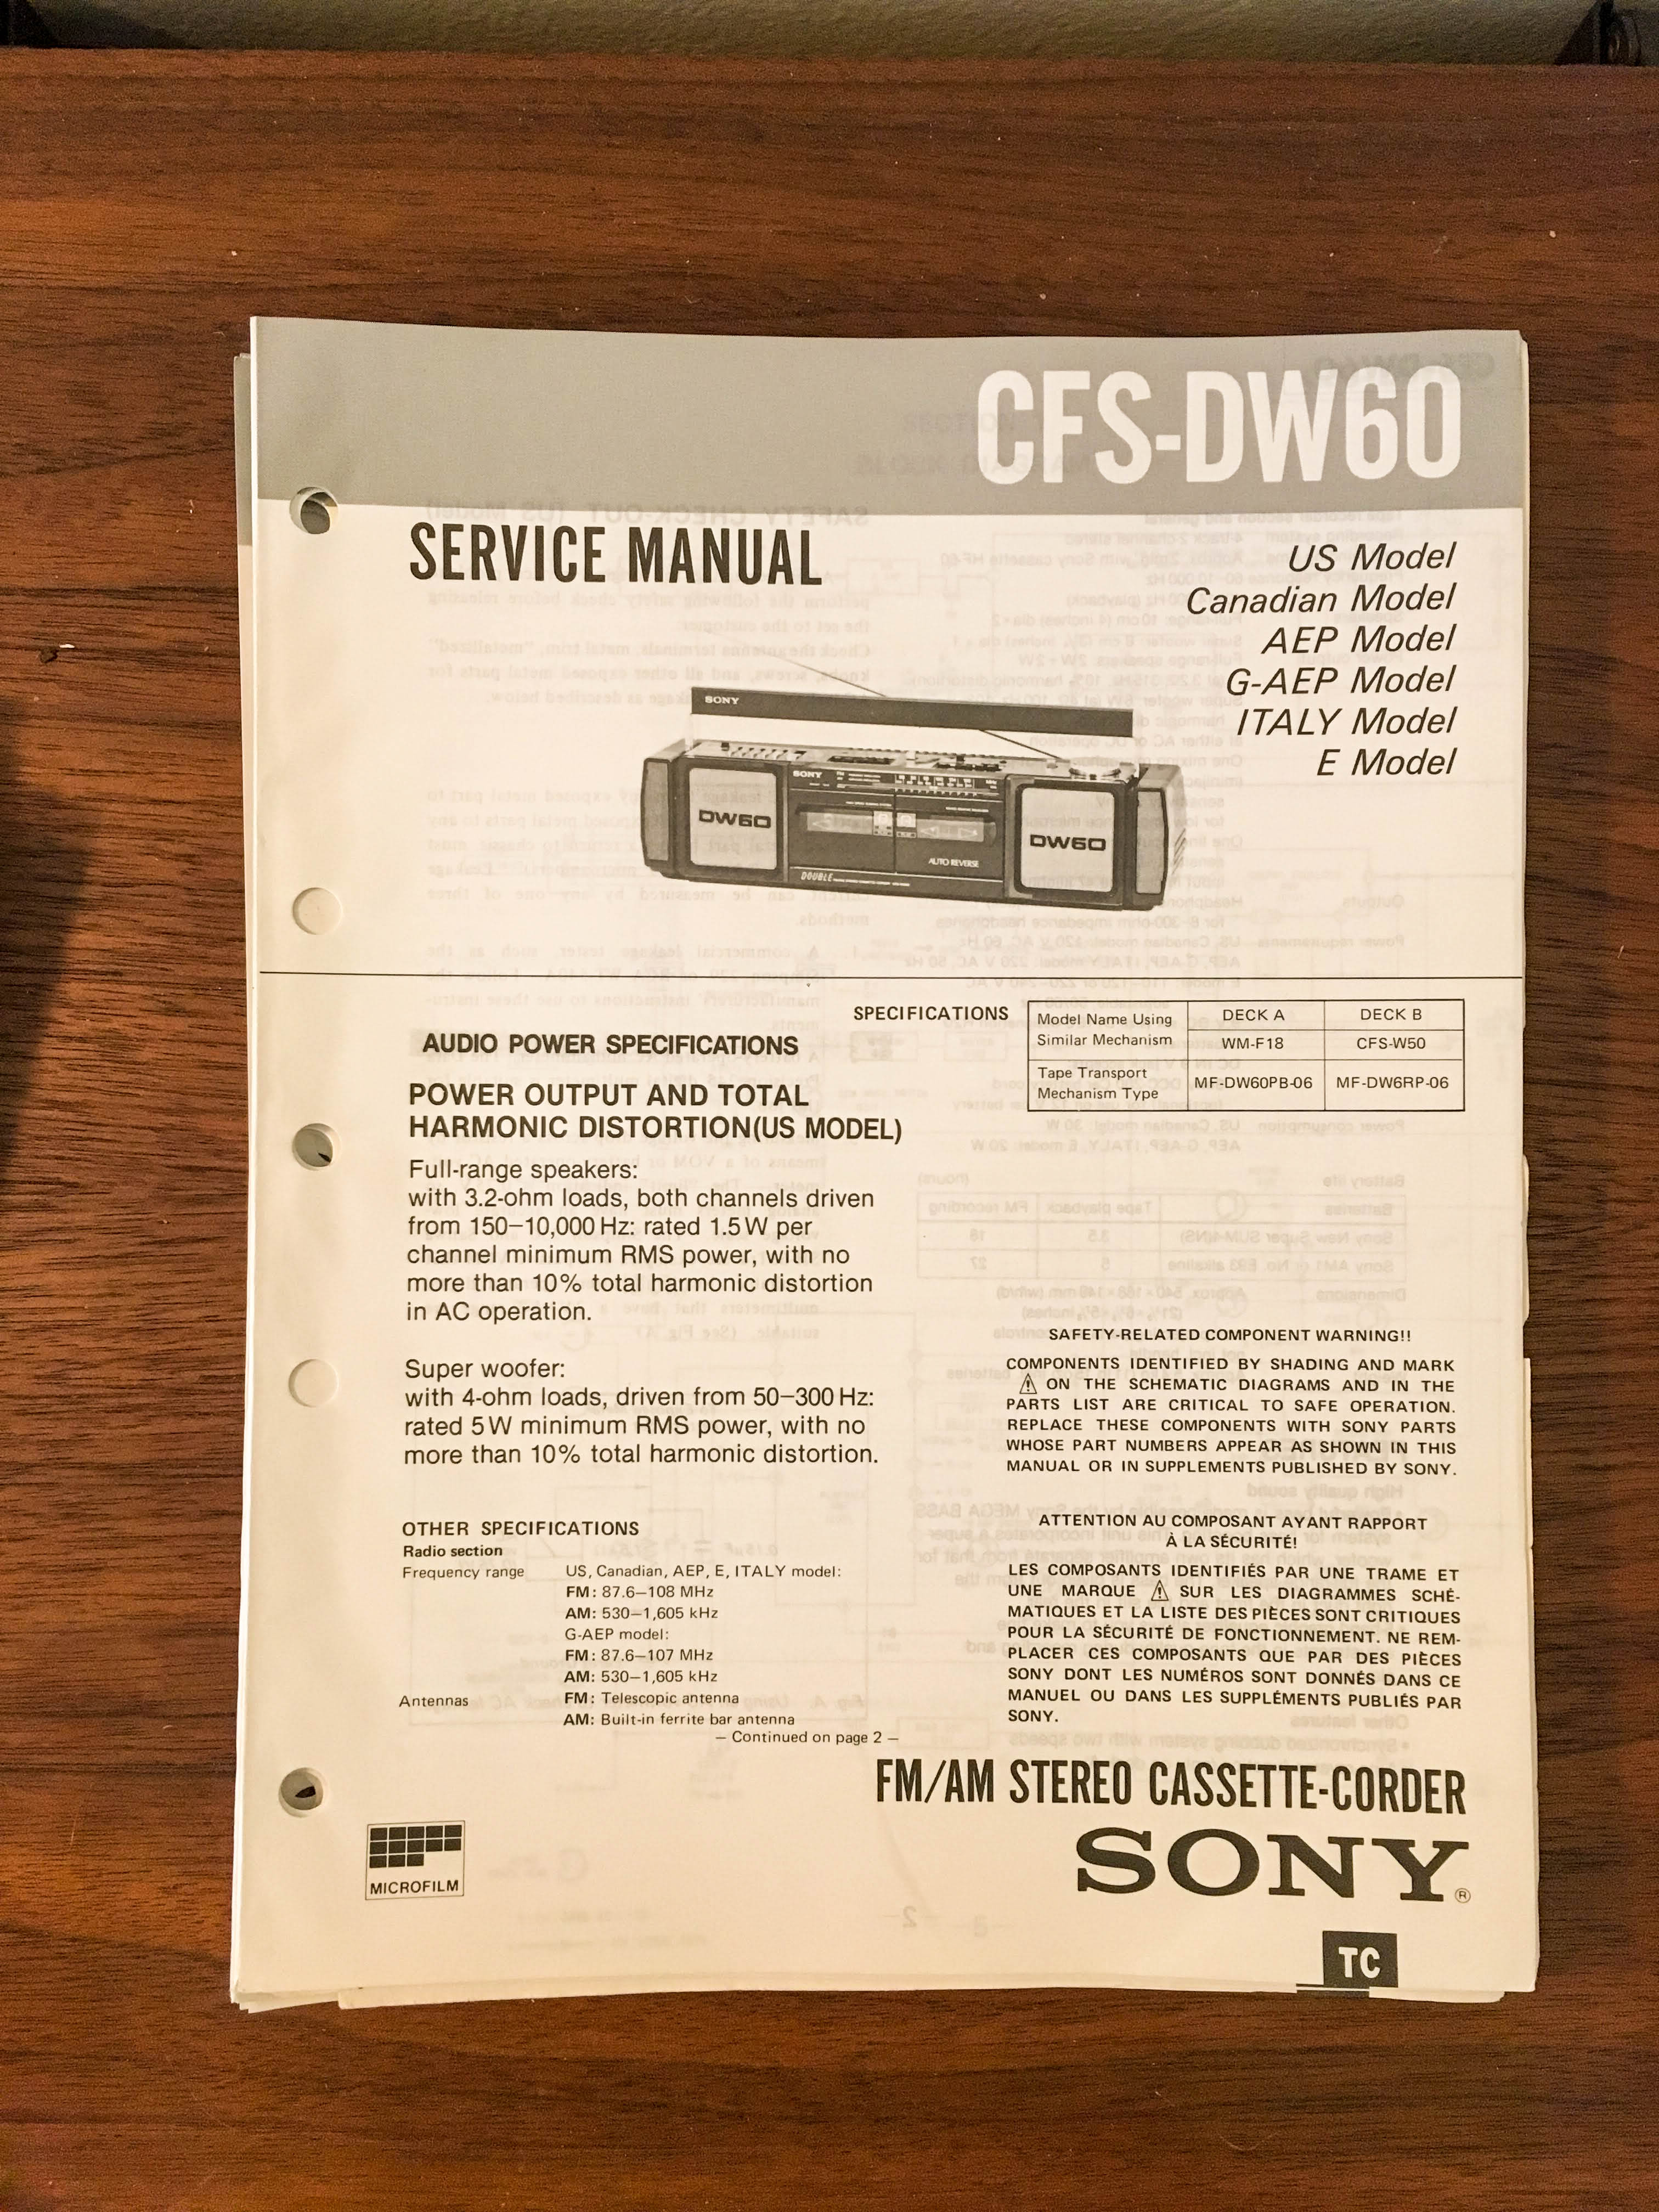 CFS-DW60
SERVICE MANUAL
US Model
Canadian Model
AEP Model
G-AEP Model
ITALY Model
E Model
SONY
SONY
DW60
DW60
AUTO REVERSE
DOUBLE
SPECIFICATIONS
Model Name Using Similar Mechanism
DECK A
DECK B
WM-F18
CFS-W50
Tape Transport Mechanism Type
MF-DW60PB-06
MF-DW6RP-06
AUDIO POWER SPECIFICATIONS
POWER OUTPUT AND TOTAL
HARMONIC DISTORTION(US MODEL)
Full-range speakers:
with 3.2-ohm loads, both channels driven
from 150–10,000 Hz: rated 1.5 W per
channel minimum RMS power, with no
more than 10% total harmonic distortion
in AC operation.
Super woofer:
with 4-ohm loads, driven from 50–300 Hz:
rated 5 W minimum RMS power, with no
more than 10% total harmonic distortion.
OTHER SPECIFICATIONS
Radio section
Frequency range US, Canadian, AEP, E, ITALY model:
FM: 87.6–108 MHz
AM: 530–1,605 kHz
G-AEP model:
FM: 87.6–107 MHz
AM: 530–1,605 kHz
Antennas FM: Telescopic antenna
AM: Built-in ferrite bar antenna
– Continued on page 2 –
SAFETY-RELATED COMPONENT WARNING!!
COMPONENTS IDENTIFIED BY SHADING AND MARK
⚠ ON THE SCHEMATIC DIAGRAMS AND IN THE
PARTS LIST ARE CRITICAL TO SAFE OPERATION.
REPLACE THESE COMPONENTS WITH SONY PARTS
WHOSE PART NUMBERS APPEAR AS SHOWN IN THIS
MANUAL OR IN SUPPLEMENTS PUBLISHED BY SONY.
ATTENTION AU COMPOSANT AYANT RAPPORT
À LA SÉCURITÉ!
LES COMPOSANTS IDENTIFIÉS PAR UNE TRAME ET
UNE MARQUE ⚠ SUR LES DIAGRAMMES SCHÉ-
MATIQUES ET LA LISTE DES PIÈCES SONT CRITIQUES
POUR LA SÉCURITÉ DE FONCTIONNEMENT. NE REM-
PLACER CES COMPOSANTS QUE PAR DES PIÈCES
SONY DONT LES NUMÉROS SONT DONNÉS DANS CE
MANUEL OU DANS LES SUPPLÉMENTS PUBLIÉS PAR
SONY.
FM/AM STEREO CASSETTE-CORDER
SONY®
MICROFILM
TC